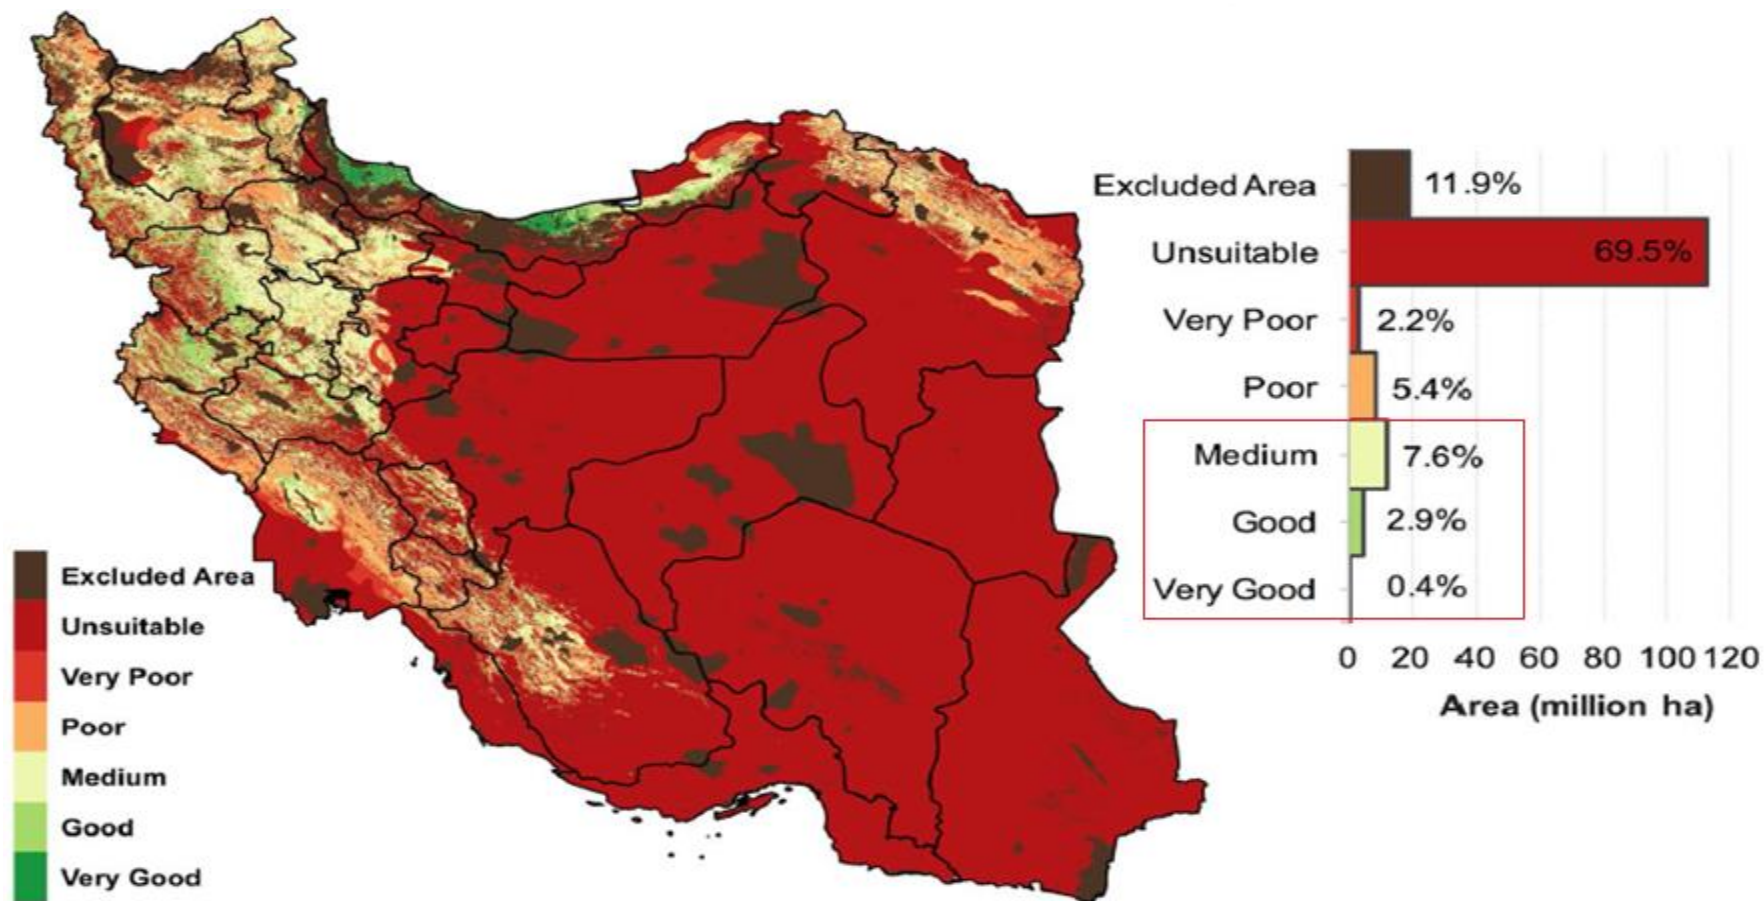 Excluded Area
Unsuitable
Very Poor
Poor
Medium
Good
Very Good
Excluded Area 11.9%
Unsuitable 69.5%
Very Poor 2.2%
Poor 5.4%
Medium 7.6%
Good 2.9%
Very Good 0.4%
0 20 40 60 80 100 120
Area (million ha)